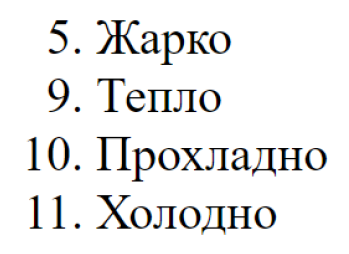 5. Жарко
9. Тепло
10. Прохладно
11. Холодно